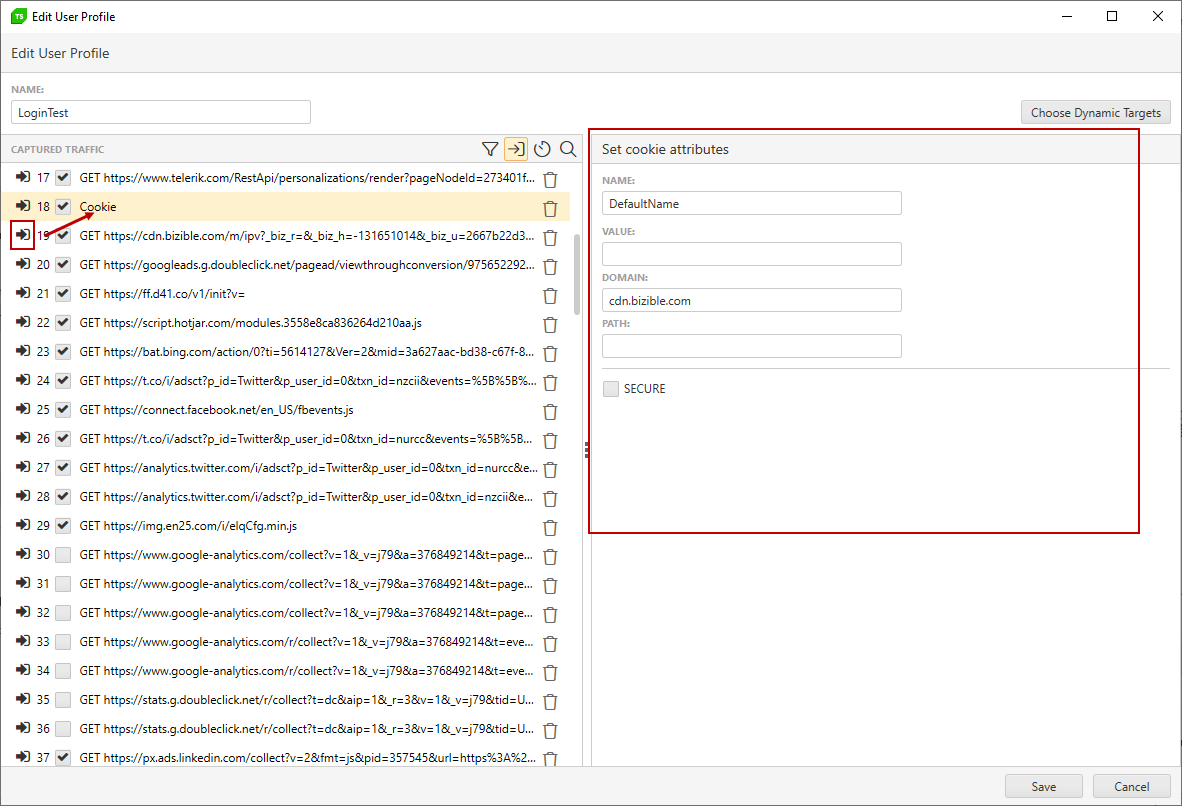 TS Edit User Profile
Edit User Profile
NAME:
LoginTest
Choose Dynamic Targets
CAPTURED TRAFFIC
17 GET https://www.telerik.com/RestApi/personalizations/render?pageNodeId=273401f...
18 Cookie
19 GET https://cdn.bizible.com/m/ipv?_biz_r=&_biz_h=-131651014&_biz_u=2667b22d3...
20 GET https://googleads.g.doubleclick.net/pagead/viewthroughconversion/975652292...
21 GET https://ff.d41.co/v1/init?v=
22 GET https://script.hotjar.com/modules.3558e8ca836264d210aa.js
23 GET https://bat.bing.com/action/0?ti=5614127&Ver=2&mid=3a627aac-bd38-c67f-8...
24 GET https://t.co/i/adsct?p_id=Twitter&p_user_id=0&txn_id=nzcii&events=%5B%5B%...
25 GET https://connect.facebook.net/en_US/fbevents.js
26 GET https://t.co/i/adsct?p_id=Twitter&p_user_id=0&txn_id=nurcc&events=%5B%5B...
27 GET https://analytics.twitter.com/i/adsct?p_id=Twitter&p_user_id=0&txn_id=nurcc&e...
28 GET https://analytics.twitter.com/i/adsct?p_id=Twitter&p_user_id=0&txn_id=nzcii&e...
29 GET https://img.en25.com/i/elqCfg.min.js
30 GET https://www.google-analytics.com/collect?v=1&_v=j79&a=376849214&t=page...
31 GET https://www.google-analytics.com/collect?v=1&_v=j79&a=376849214&t=page...
32 GET https://www.google-analytics.com/collect?v=1&_v=j79&a=376849214&t=page...
33 GET https://www.google-analytics.com/r/collect?v=1&_v=j79&a=376849214&t=eve...
34 GET https://www.google-analytics.com/r/collect?v=1&_v=j79&a=376849214&t=eve...
35 GET https://stats.g.doubleclick.net/r/collect?t=dc&aip=1&_r=3&v=1&_v=j79&tid=U...
36 GET https://stats.g.doubleclick.net/r/collect?t=dc&aip=1&_r=3&v=1&_v=j79&tid=U...
37 GET https://px.ads.linkedin.com/collect?v=2&fmt=js&pid=357545&url=https%3A%2...
Set cookie attributes
NAME:
DefaultName
VALUE:
DOMAIN:
cdn.bizible.com
PATH:
SECURE
Save
Cancel